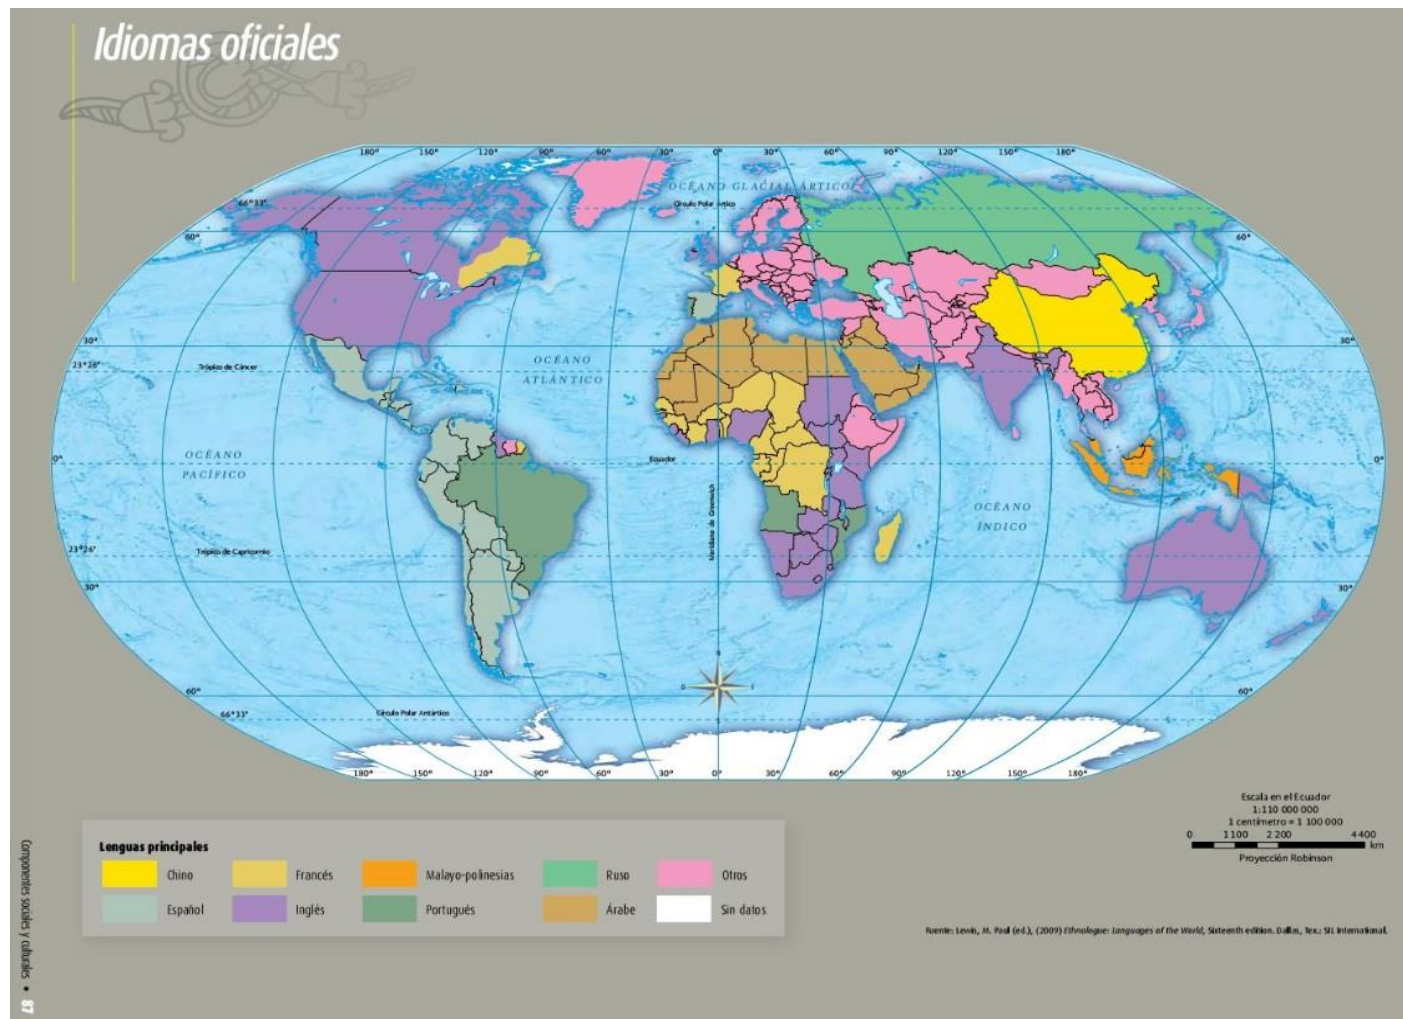 Idiomas oficiales
180° 150° 120° 90° 60° 30° 0° 30° 60° 90° 120° 150° 180°
OCÉANO GLACIAL ÁRTICO
66°33' Círculo Polar Ártico
60° 60°
30° 30°
OCÉANO
ATLÁNTICO
23°26' Trópico de Cáncer
OCÉANO
PACÍFICO
0° Ecuador 0°
Meridiano de Greenwich
OCÉANO
ÍNDICO
23°26' Trópico de Capricornio
30° 30°
60° 60°
66°33' Círculo Polar Antártico
N
O E
S
180° 150° 120° 90° 60° 30° 0° 30° 60° 90° 120° 150° 180°
Escala en el Ecuador
1:110 000 000
1 centímetro = 1 100 000
0 1100 2 200 4 400
km
Proyección Robinson
Lenguas principales
Chino Francés Malayo-polinesias Ruso Otros
Español Inglés Portugués Árabe Sin datos
Fuente: Lewis, M. Paul (ed.), (2009) Ethnologue: Languages of the World, Sixteenth edition. Dallas, Tex.: SIL International.
Componentes sociales y culturales • 87